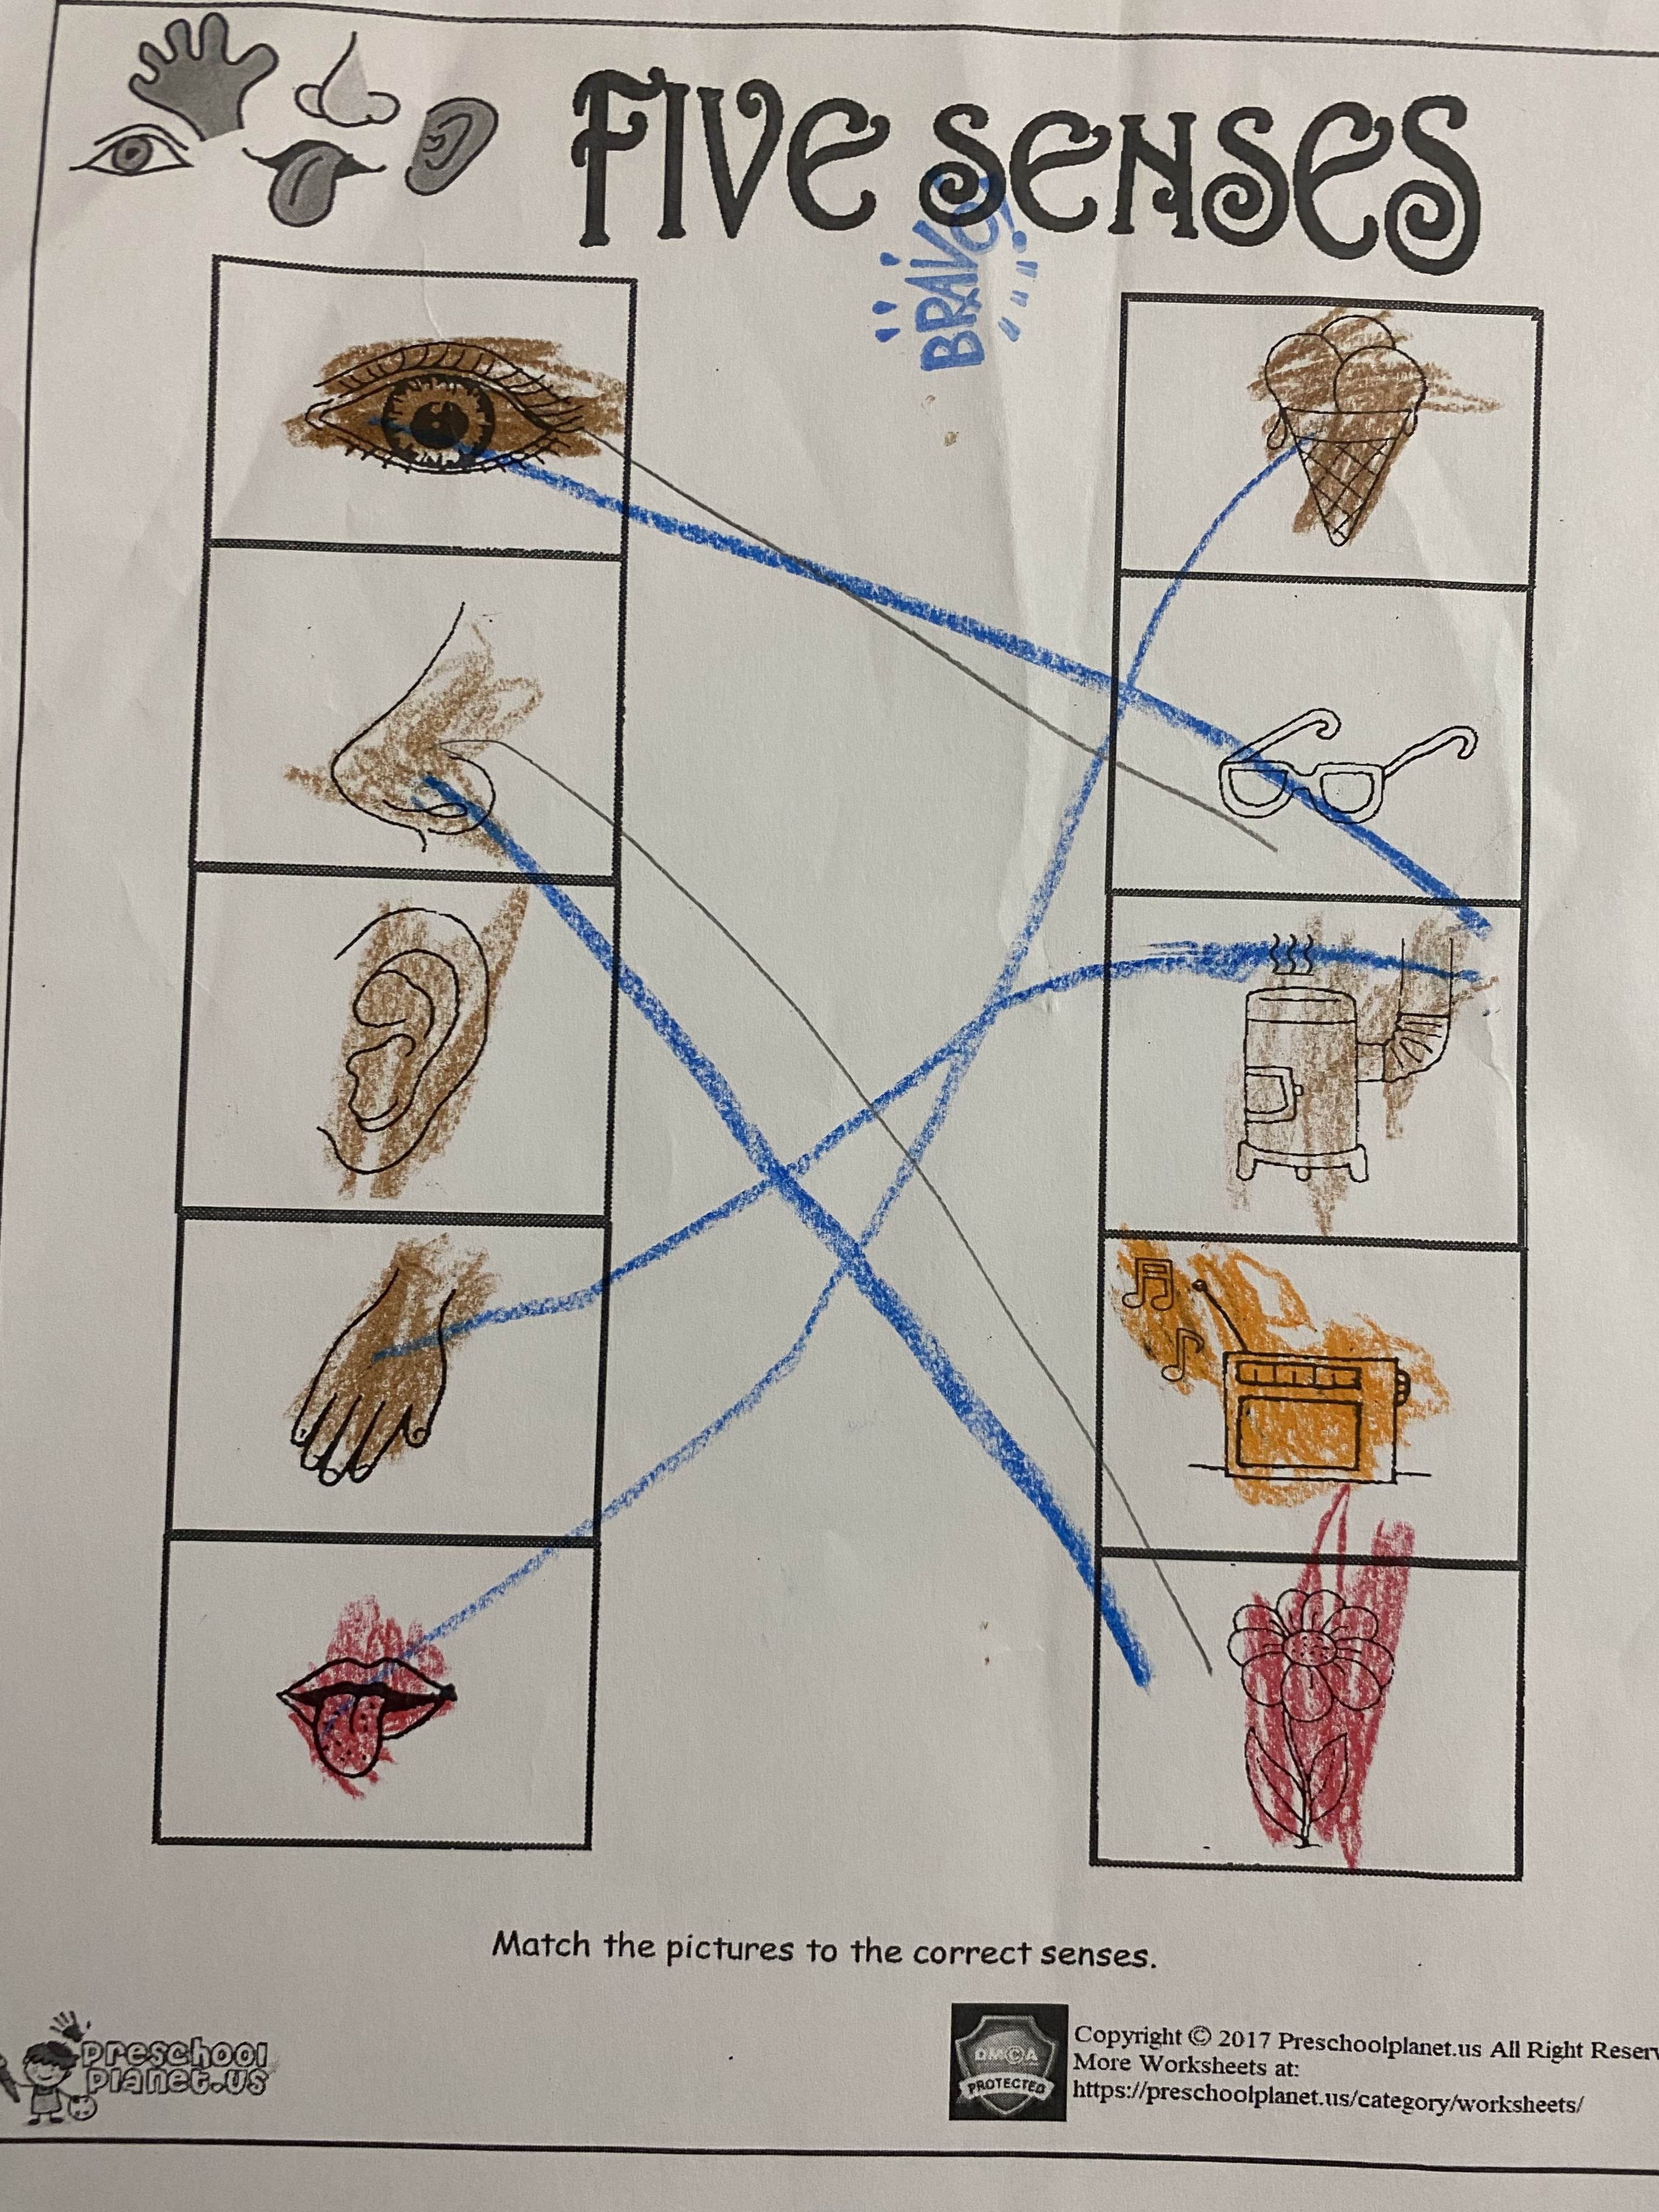 FIVE SENSES
BRAVO!
Match the pictures to the correct senses.
preschool
planet.us
DMCA
PROTECTED
Copyright © 2017 Preschoolplanet.us All Right Reserv
More Worksheets at:
https://preschoolplanet.us/category/worksheets/